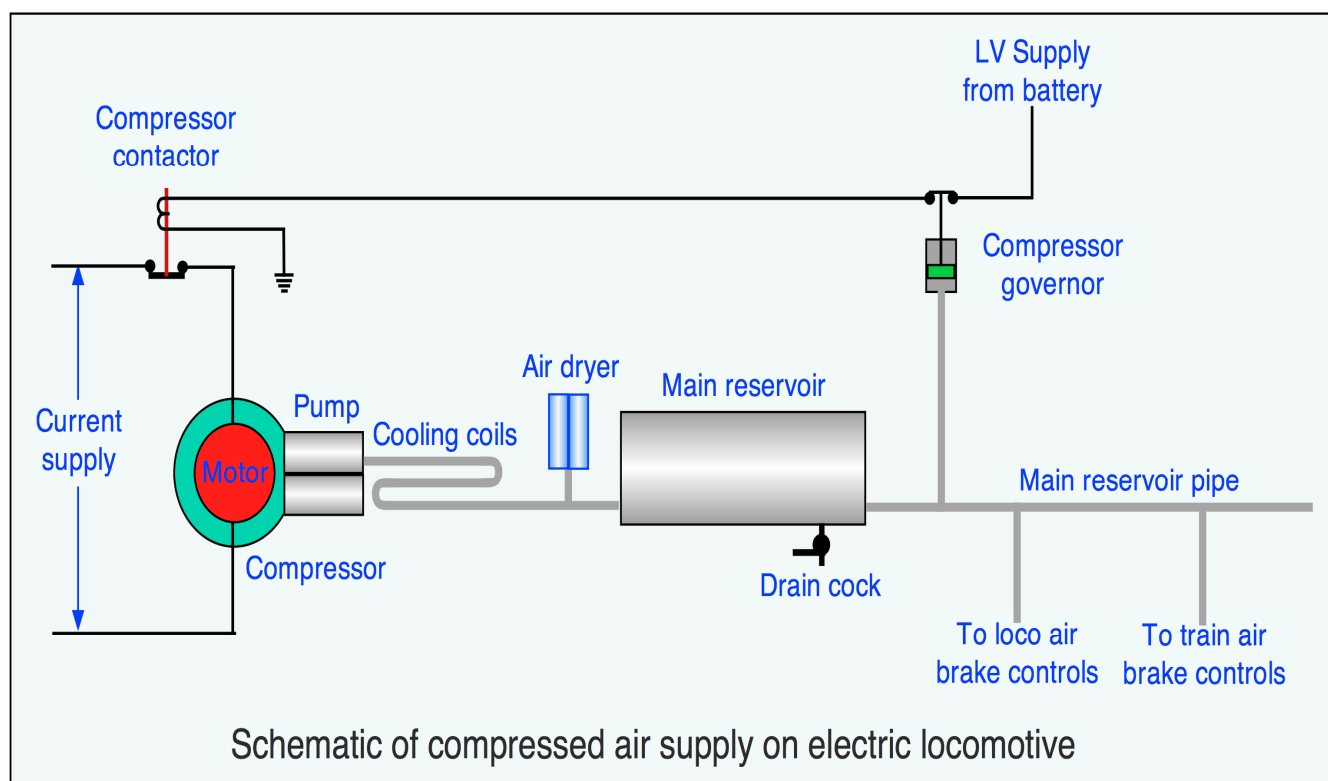 LV Supply
from battery
Compressor
contactor
Compressor
governor
Air dryer
Main reservoir
Pump
Cooling coils
Current
supply
Motor
Main reservoir pipe
Compressor
Drain cock
To loco air
brake controls
To train air
brake controls
Schematic of compressed air supply on electric locomotive